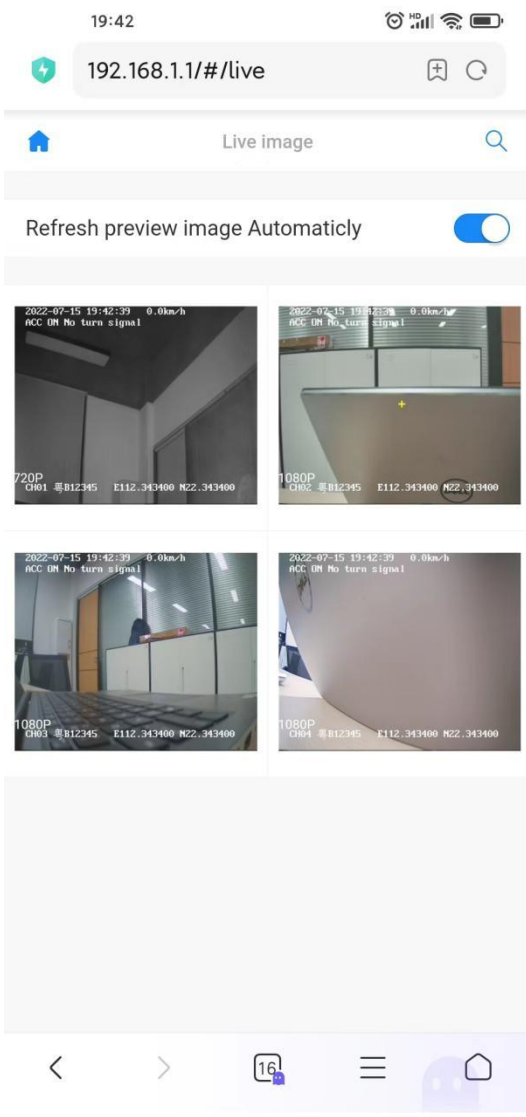 19:42
HD
192.168.1.1/#/live
Live image
Refresh preview image Automaticly
2022-07-15 19:42:39 0.0km/h
ACC ON No turn signal
720P
CH01 粤B12345 E112.343400 N22.343400
2022-07-15 19:42:39 0.0km/h
ACC ON No turn signal
1080P
CH02 粤B12345 E112.343400 N22.343400
2022-07-15 19:42:39 0.0km/h
ACC ON No turn signal
1080P
CH03 粤B12345 E112.343400 N22.343400
2022-07-15 19:42:39 0.0km/h
ACC ON No turn signal
1080P
CH04 粤B12345 E112.343400 N22.343400
16